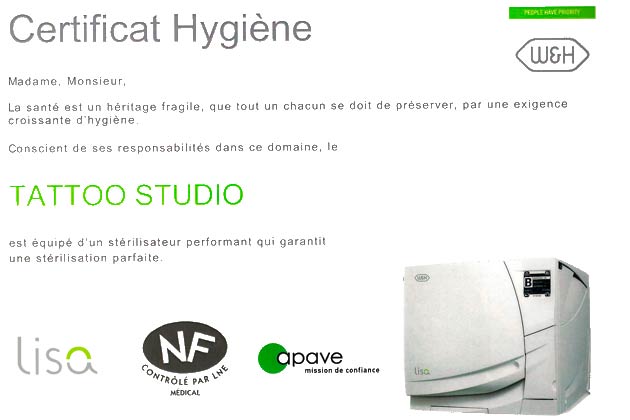 PEOPLE HAVE PRIORITY
Certificat Hygiène
W&H
Madame, Monsieur,
La santé est un héritage fragile, que tout un chacun se doit de préserver, par une exigence
croissante d'hygiène.
Conscient de ses responsabilités dans ce domaine, le
TATTOO STUDIO
est équipé d'un stérilisateur performant qui garantit
une stérilisation parfaite.
W&H
B
lisa
NF
CONTRÔLÉ PAR LNE
MÉDICAL
apave
mission de confiance
lisa